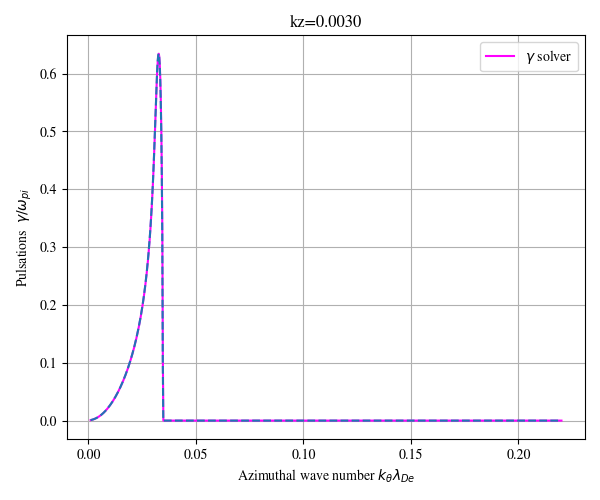 kz=0.0030
γ solver
Pulsations γ/ω_pi
0.6
0.5
0.4
0.3
0.2
0.1
0.0
0.00 0.05 0.10 0.15 0.20
Azimuthal wave number k_θλ_De